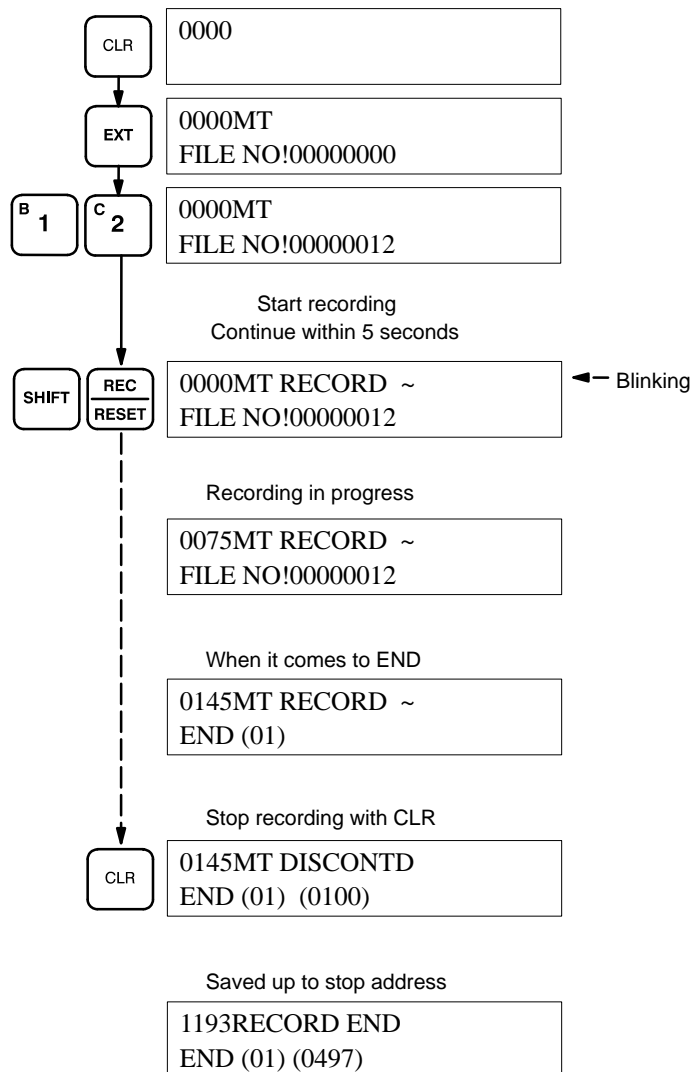 CLR
0000
EXT
0000MT
FILE NO!00000000
B 1 C 2
0000MT
FILE NO!00000012
Start recording
Continue within 5 seconds
SHIFT
REC
RESET
0000MT RECORD ~
FILE NO!00000012
Blinking
Recording in progress
0075MT RECORD ~
FILE NO!00000012
When it comes to END
0145MT RECORD ~
END (01)
Stop recording with CLR
CLR
0145MT DISCONTD
END (01) (0100)
Saved up to stop address
1193RECORD END
END (01) (0497)